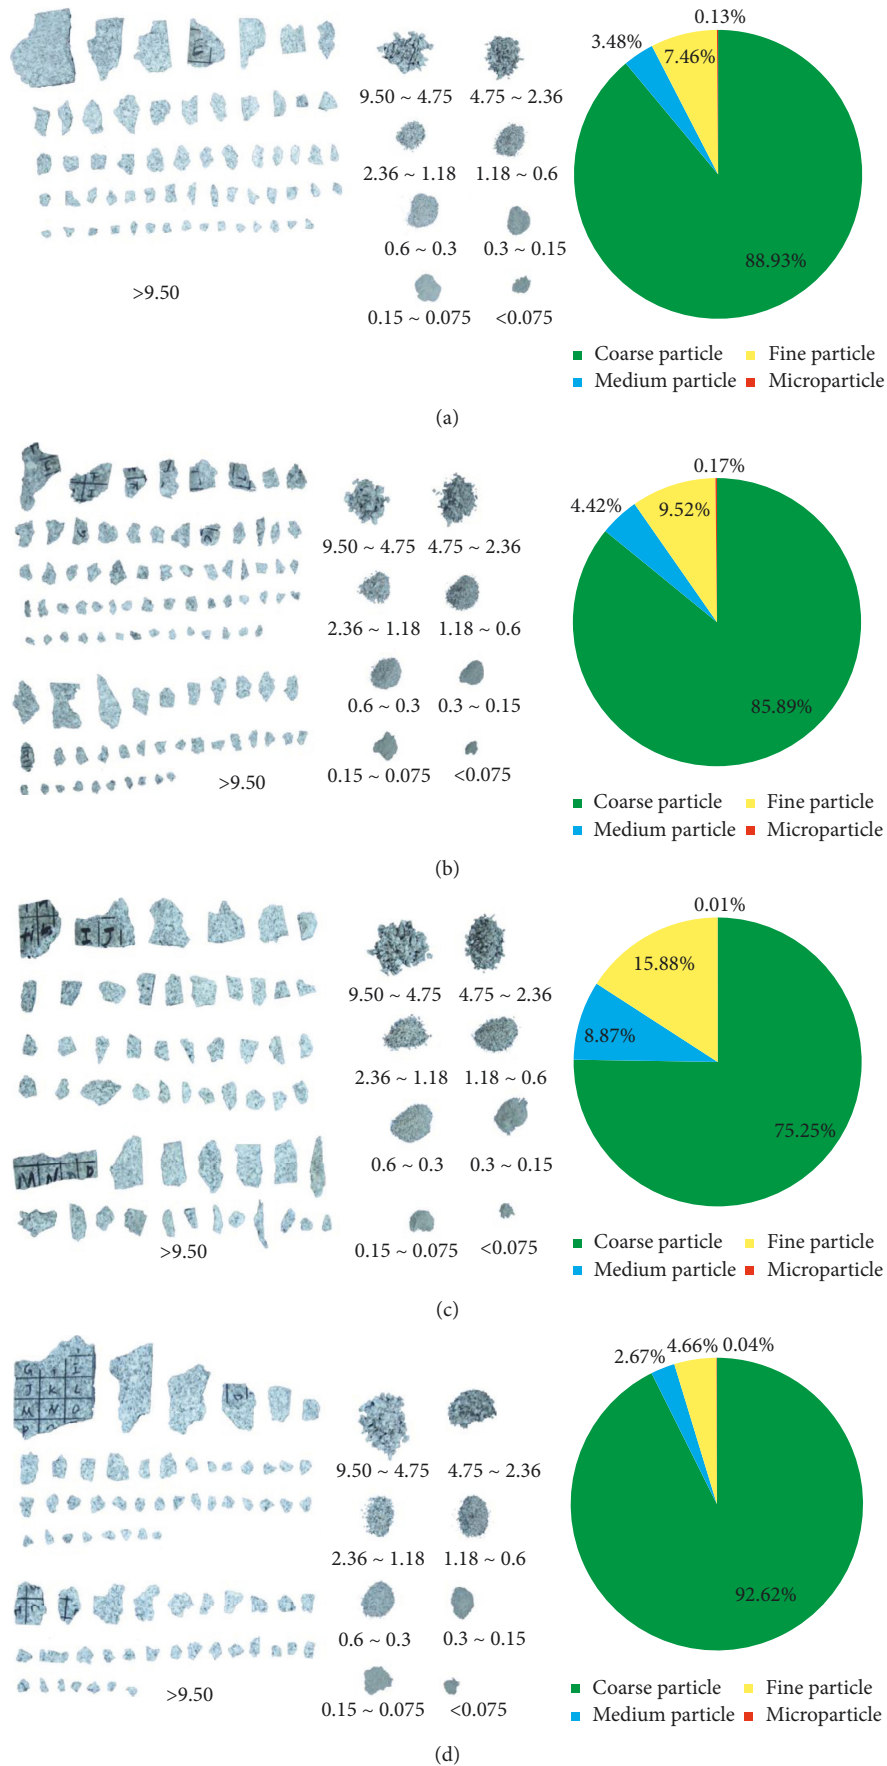 0.13%
3.48%
7.46%
9.50 ~ 4.75 4.75 ~ 2.36
2.36 ~ 1.18 1.18 ~ 0.6
0.6 ~ 0.3 0.3 ~ 0.15
88.93%
>9.50
0.15 ~ 0.075 <0.075
Coarse particle Fine particle
Medium particle Microparticle
(a)
0.17%
4.42%
9.52%
9.50 ~ 4.75 4.75 ~ 2.36
2.36 ~ 1.18 1.18 ~ 0.6
0.6 ~ 0.3 0.3 ~ 0.15
85.89%
>9.50
0.15 ~ 0.075 <0.075
Coarse particle Fine particle
Medium particle Microparticle
(b)
0.01%
I J
15.88%
9.50 ~ 4.75 4.75 ~ 2.36
8.87%
2.36 ~ 1.18 1.18 ~ 0.6
75.25%
0.6 ~ 0.3 0.3 ~ 0.15
M N D
>9.50
0.15 ~ 0.075 <0.075
Coarse particle Fine particle
Medium particle Microparticle
(c)
2.67%
4.66%
0.04%
G I
J K L
M N O
9.50 ~ 4.75 4.75 ~ 2.36
2.36 ~ 1.18 1.18 ~ 0.6
92.62%
0.6 ~ 0.3 0.3 ~ 0.15
>9.50
0.15 ~ 0.075 <0.075
Coarse particle Fine particle
Medium particle Microparticle
(d)